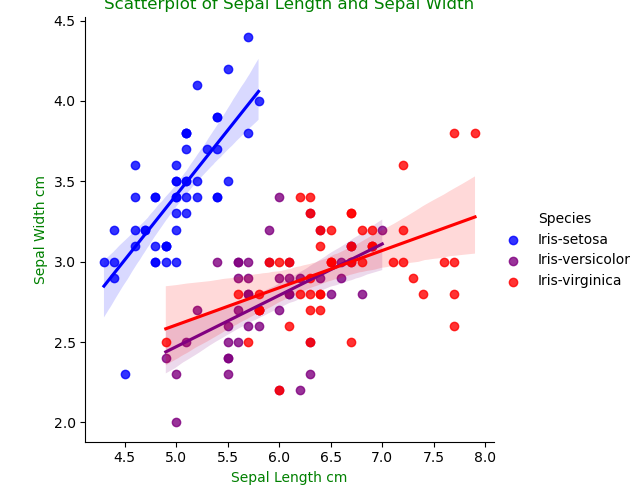 Scatterplot of Sepal Length and Sepal Width
4.5
4.0
3.5
3.0
2.5
2.0
Sepal Width cm
4.5 5.0 5.5 6.0 6.5 7.0 7.5 8.0
Sepal Length cm
Species
Iris-setosa
Iris-versicolor
Iris-virginica